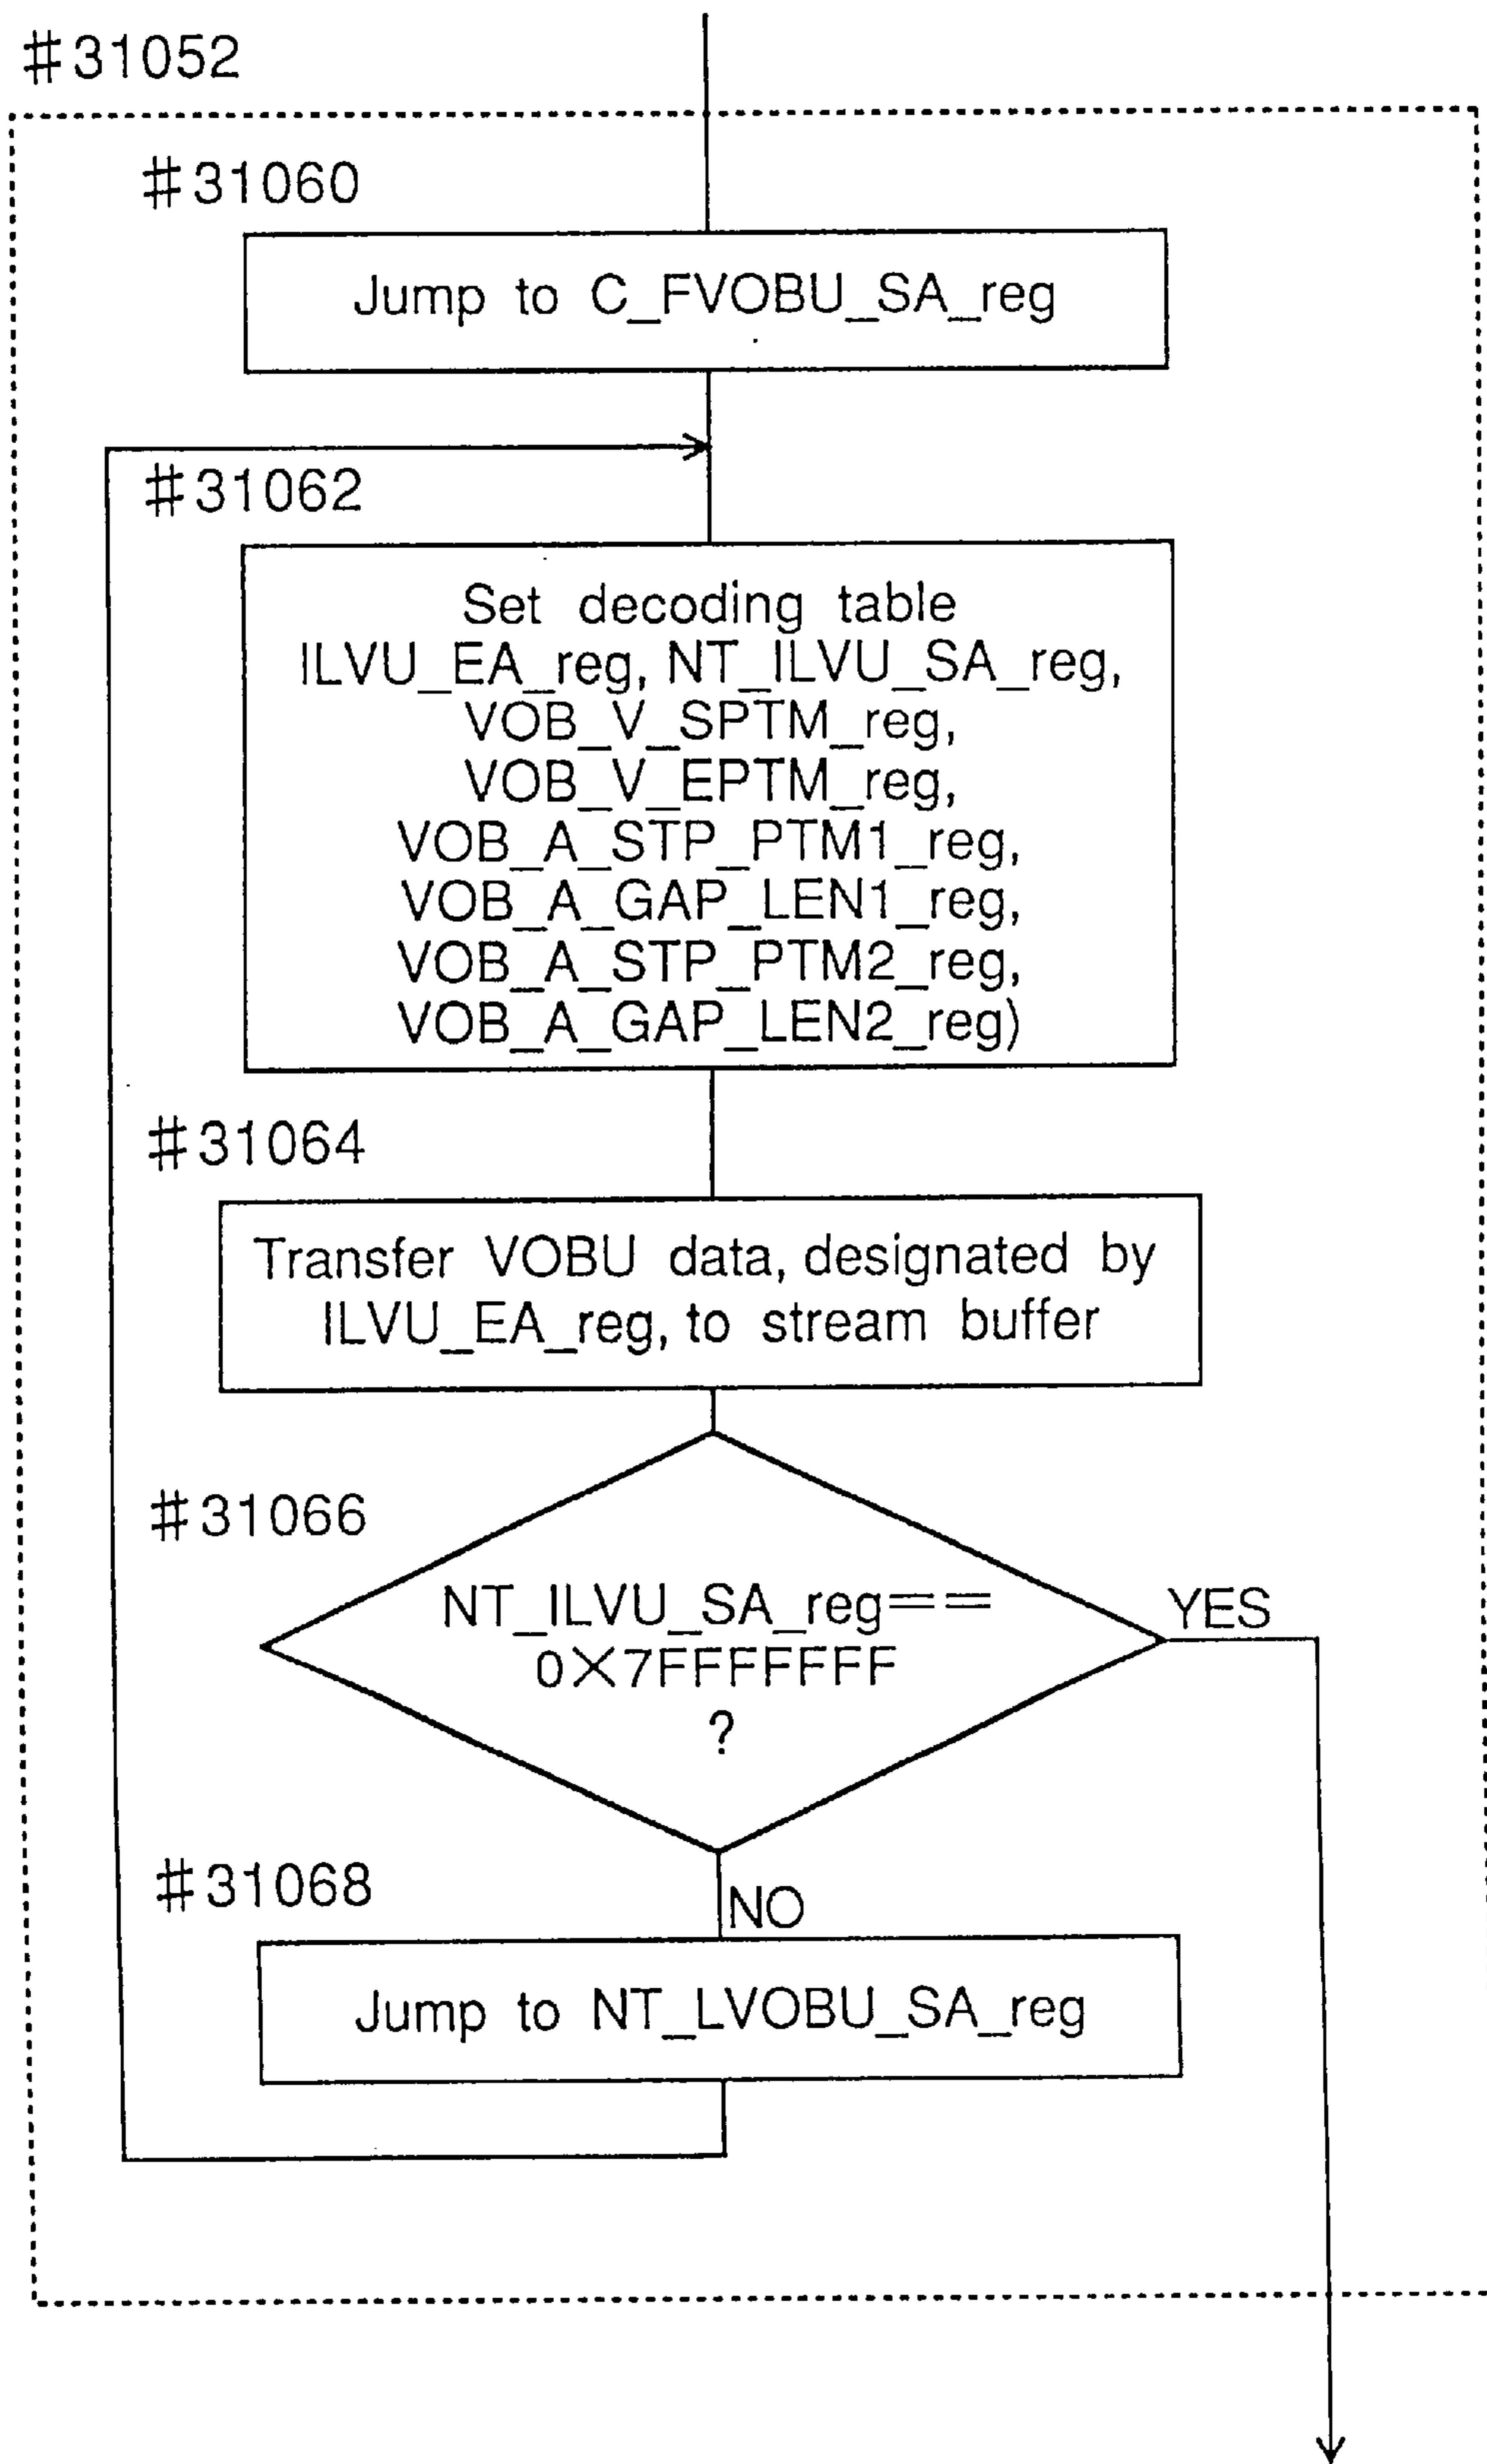 #31052
#31060
Jump to C_FVOBU_SA_reg
#31062
Set decoding table
ILVU_EA_reg, NT_ILVU_SA_reg,
VOB_V_SPTM_reg,
VOB_V_EPTM_reg,
VOB_A_STP_PTM1_reg,
VOB_A_GAP_LEN1_reg,
VOB_A_STP_PTM2_reg,
VOB_A_GAP_LEN2_reg)
#31064
Transfer VOBU data, designated by
ILVU_EA_reg, to stream buffer
#31066
NT_ILVU_SA_reg==
0X7FFFFFFF
?
YES
#31068
NO
Jump to NT_LVOBU_SA_reg